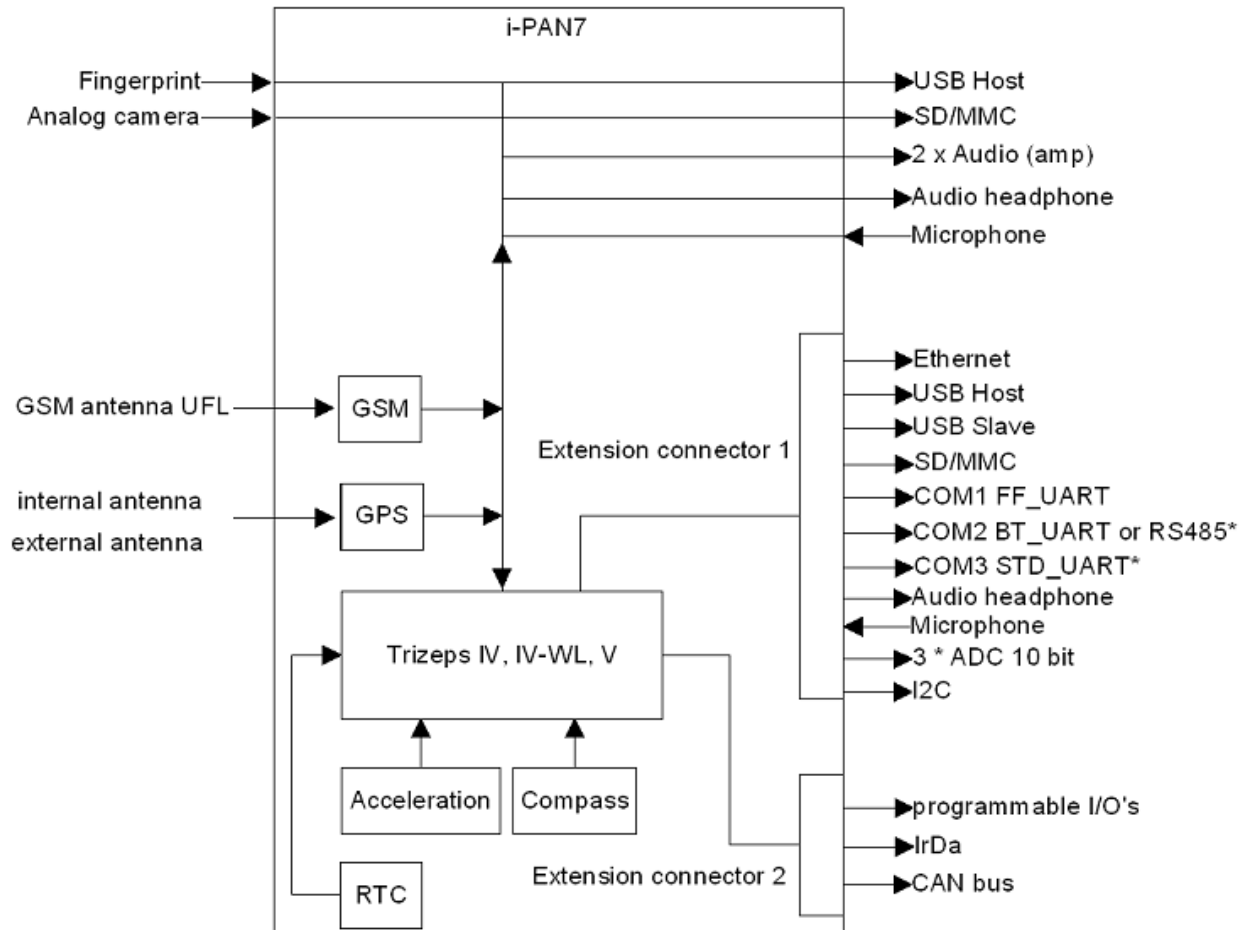 i-PAN7
Fingerprint
USB Host
Analog camera
SD/MMC
2 x Audio (amp)
Audio headphone
Microphone
Ethernet
GSM antenna UFL
GSM
USB Host
USB Slave
Extension connector 1
SD/MMC
internal antenna
GPS
COM1 FF_UART
external antenna
COM2 BT_UART or RS485*
COM3 STD_UART*
Audio headphone
Microphone
Trizeps IV, IV-WL, V
3 * ADC 10 bit
I2C
Acceleration
Compass
programmable I/O's
IrDa
Extension connector 2
CAN bus
RTC